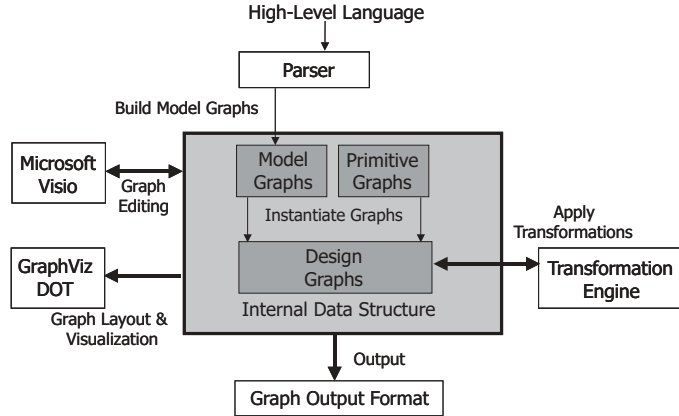 High-Level Language
Parser
Build Model Graphs
Microsoft
Visio
Graph
Editing
Model
Graphs
Primitive
Graphs
Instantiate Graphs
Apply
Transformations
Design
Graphs
GraphViz
DOT
Transformation
Engine
Internal Data Structure
Graph Layout &
Visualization
Output
Graph Output Format